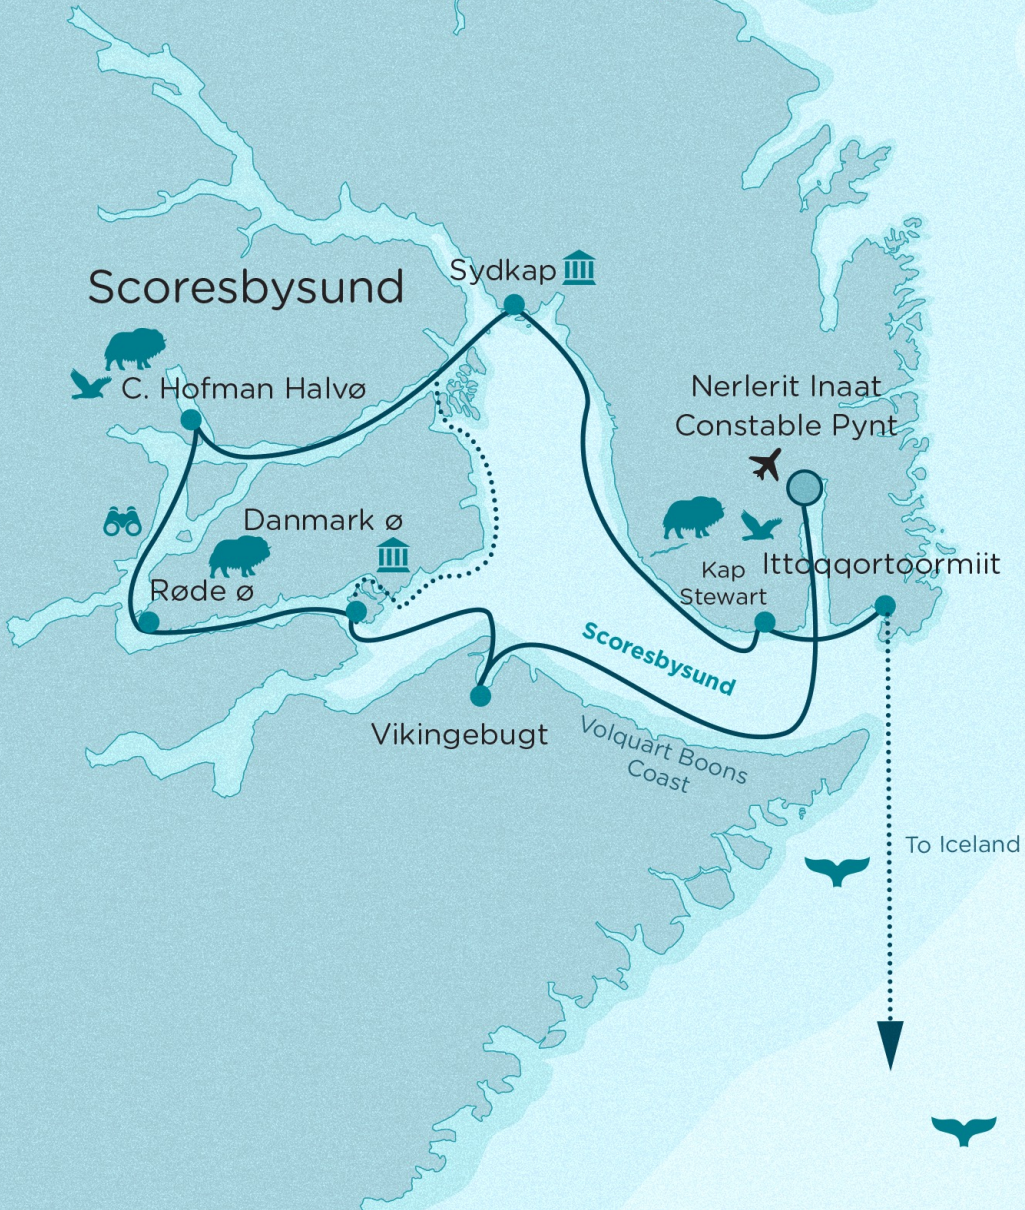 Sydkap
Scoresbysund
C. Hofman Halvø
Nerlerit Inaat
Constable Pynt
Danmark ø
Ittoqqortoormiit
Kap
Stewart
Røde ø
Scoresbysund
Vikingebugt
Volquart Boons
Coast
To Iceland